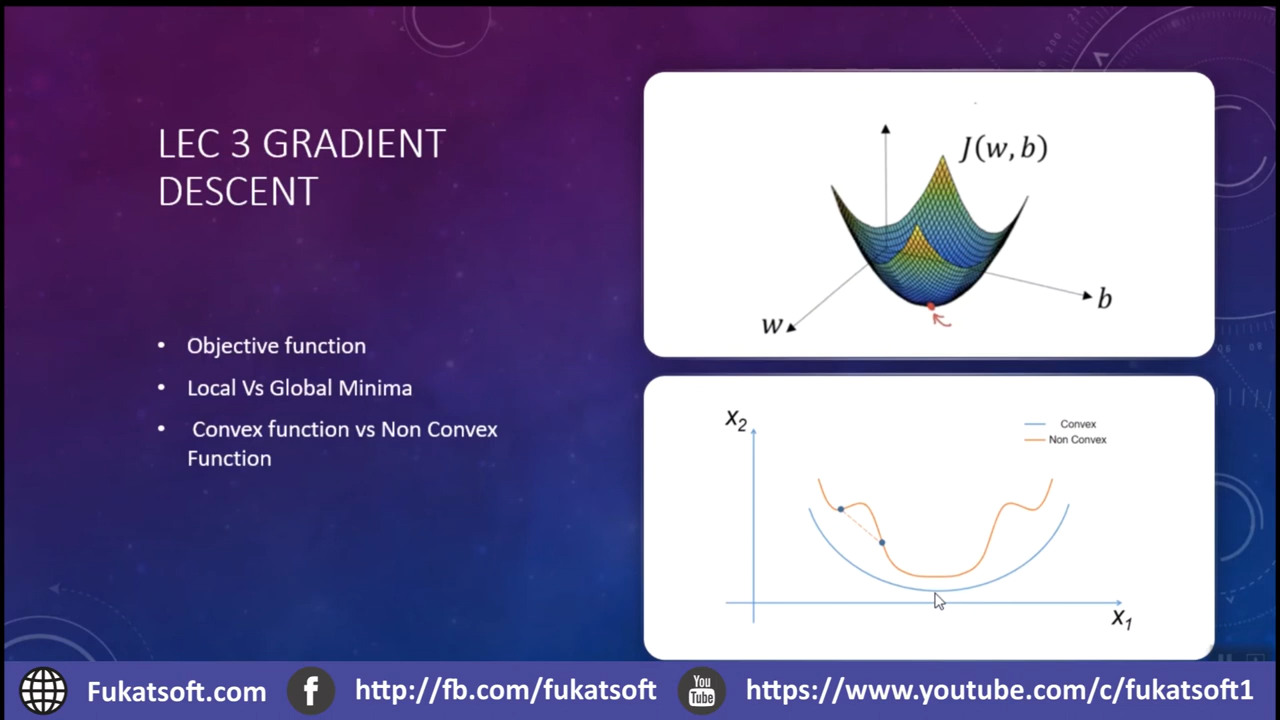 LEC 3 GRADIENT
DESCENT
• Objective function
• Local Vs Global Minima
• Convex function vs Non Convex
Function
J(w, b)
w
b
X2
Convex
Non Convex
X1
Fukatsoft.com
f
http://fb.com/fukatsoft
You
Tube
https://www.youtube.com/c/fukatsoft1